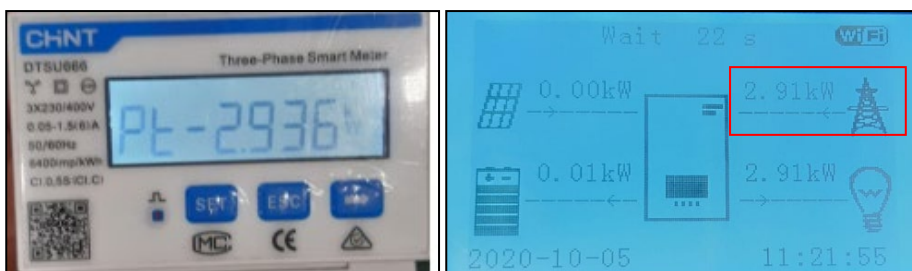 CHNT
DTSU666
Three-Phase Smart Meter
3X230/400V
0.05-1.5(6)A
50/60Hz
6400imp/kWh
Pt-2.936
SET
ESC
MC
CE
Wait 22 s
WiFi
0.00kW
2.91kW
0.01kW
2.91kW
2020-10-05
11:21:55